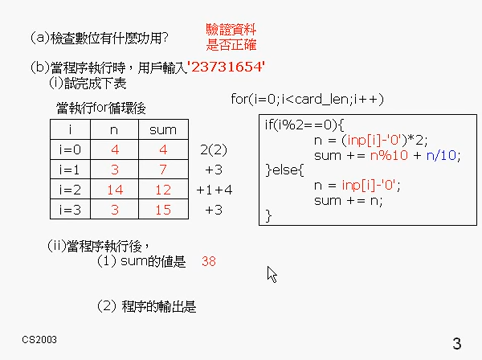 (a)檢查數位有什麼功用?
驗證資料
是否正確
(b)當程序執行時，用戶輸入'23731654'
(i)試完成下表
當執行for循環後
i n sum
i=0 4 4 2(2)
i=1 3 7 +3
i=2 14 12 +1+4
i=3 3 15 +3
for(i=0;i<card_len;i++)
if(i%2==0){
n = (inp[i]-'0')*2;
sum += n%10 + n/10;
}else{
n = inp[i]-'0';
sum += n;
}
(ii)當程序執行後，
(1) sum的值是 38
(2) 程序的輸出是
CS2003
3